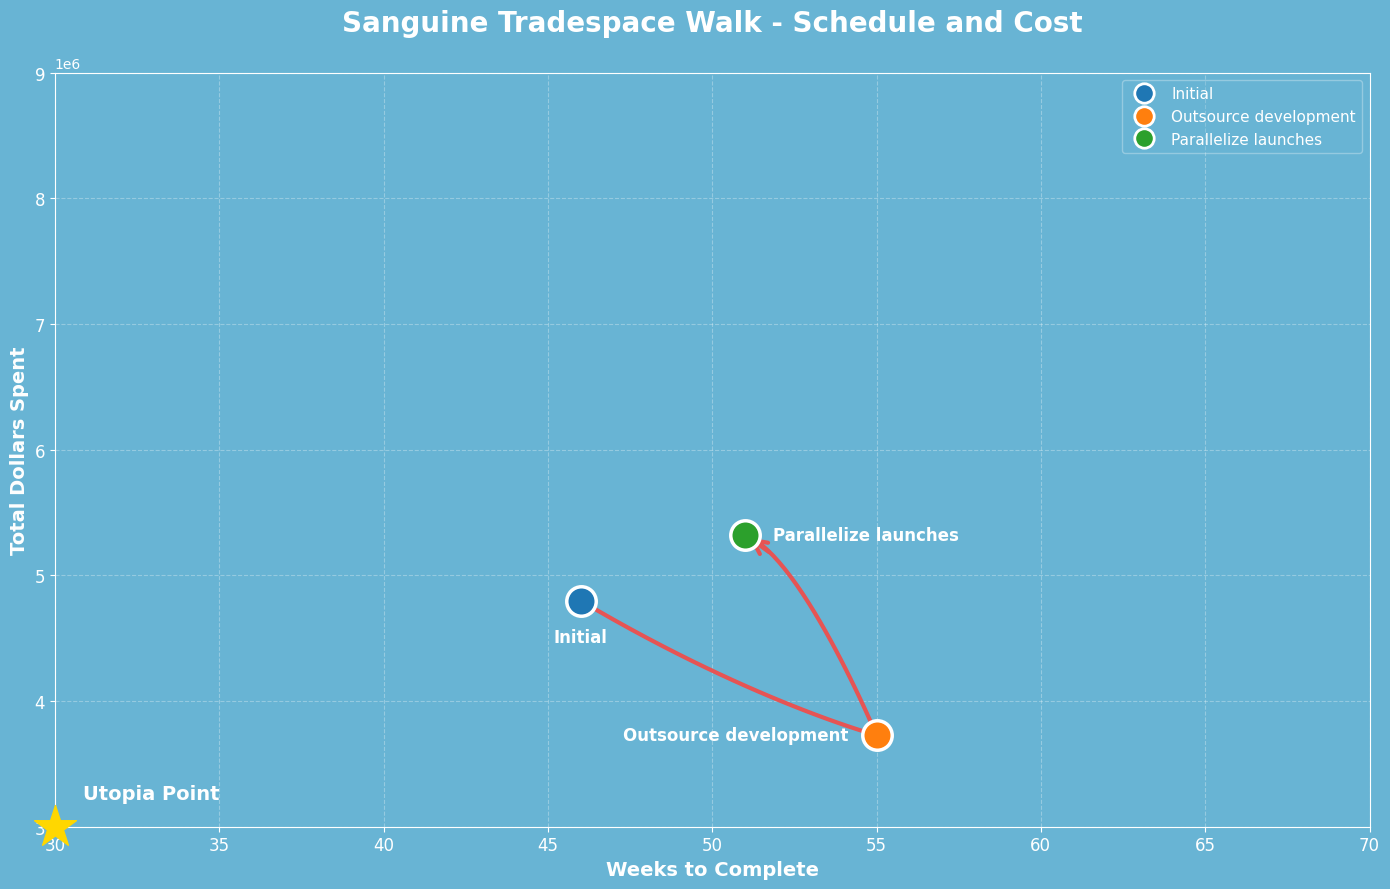 Sanguine Tradespace Walk - Schedule and Cost
1e6
9
8
7
6
5
4
3
Total Dollars Spent
Initial
Outsource development
Parallelize launches
Parallelize launches
Initial
Outsource development
Utopia Point
30 35 40 45 50 55 60 65 70
Weeks to Complete